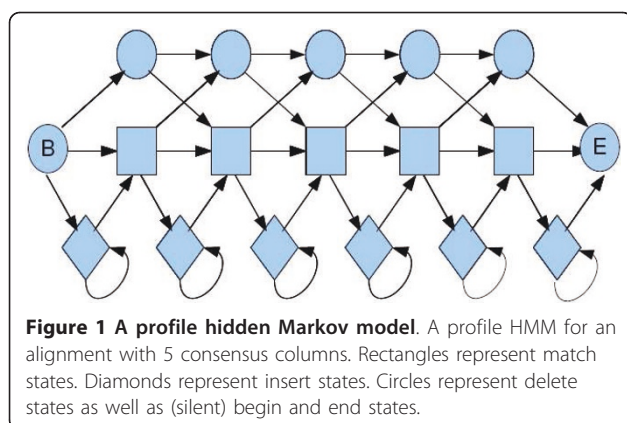 B
E
Figure 1 A profile hidden Markov model. A profile HMM for an
alignment with 5 consensus columns. Rectangles represent match
states. Diamonds represent insert states. Circles represent delete
states as well as (silent) begin and end states.